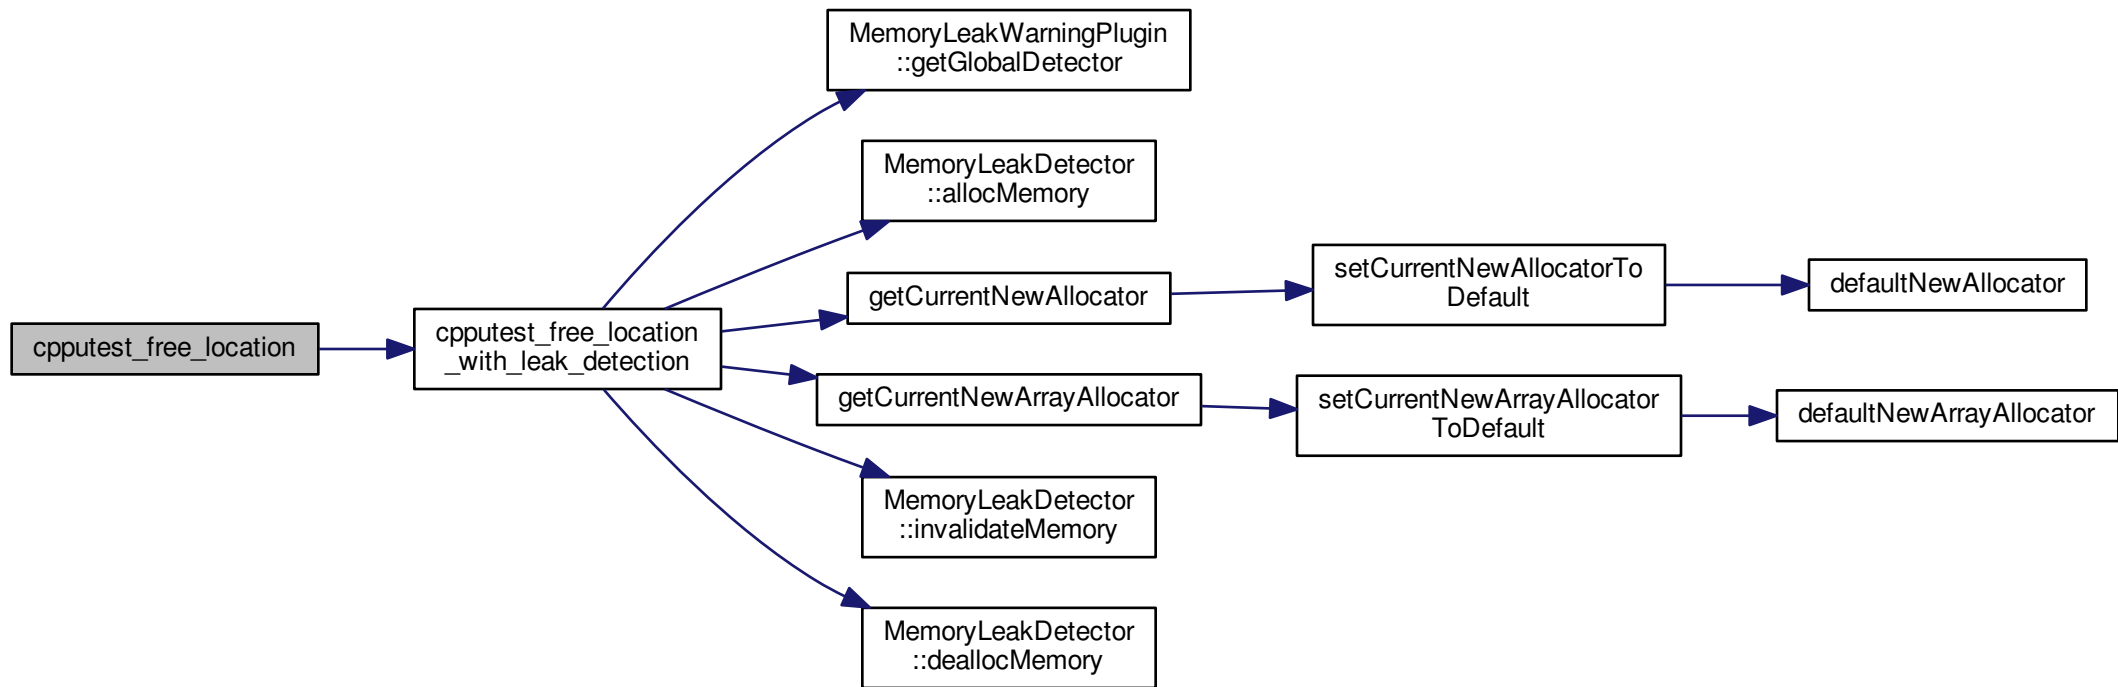 cpputest_free_location
cpputest_free_location
_with_leak_detection
MemoryLeakWarningPlugin
::getGlobalDetector
MemoryLeakDetector
::allocMemory
getCurrentNewAllocator
setCurrentNewAllocatorTo
Default
defaultNewAllocator
getCurrentNewArrayAllocator
setCurrentNewArrayAllocator
ToDefault
defaultNewArrayAllocator
MemoryLeakDetector
::invalidateMemory
MemoryLeakDetector
::deallocMemory